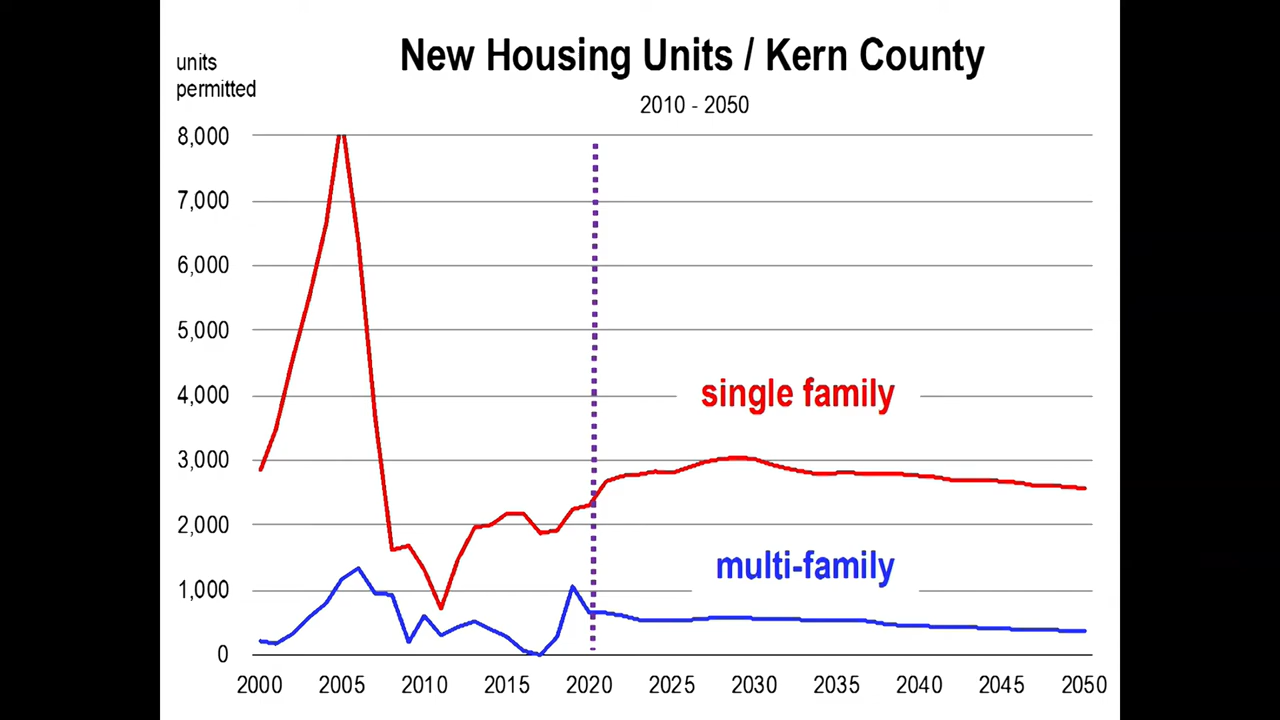 New Housing Units / Kern County
units
permitted
2010 - 2050
8,000
7,000
6,000
5,000
4,000
single family
3,000
2,000
multi-family
1,000
0
2000 2005 2010 2015 2020 2025 2030 2035 2040 2045 2050